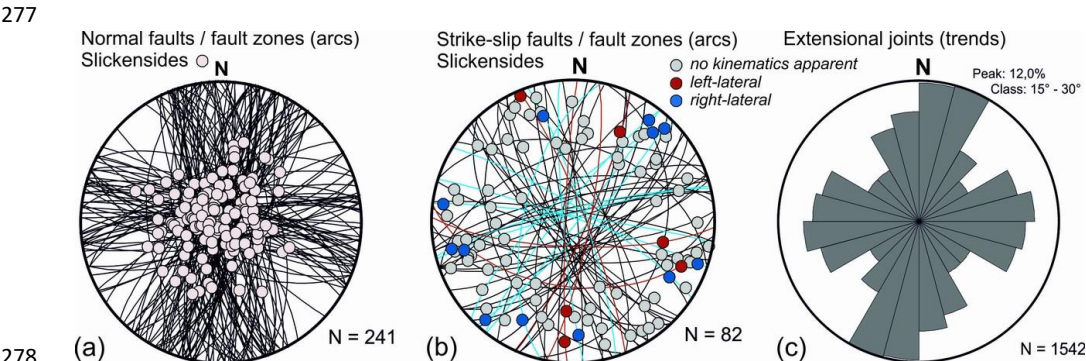 277
Normal faults / fault zones (arcs)
Slickensides
N
N = 241
(a)
Strike-slip faults / fault zones (arcs)
Slickensides
N
no kinematics apparent
left-lateral
right-lateral
N = 82
(b)
Extensional joints (trends)
N
Peak: 12,0%
Class: 15° - 30°
N = 1542
(c)
278